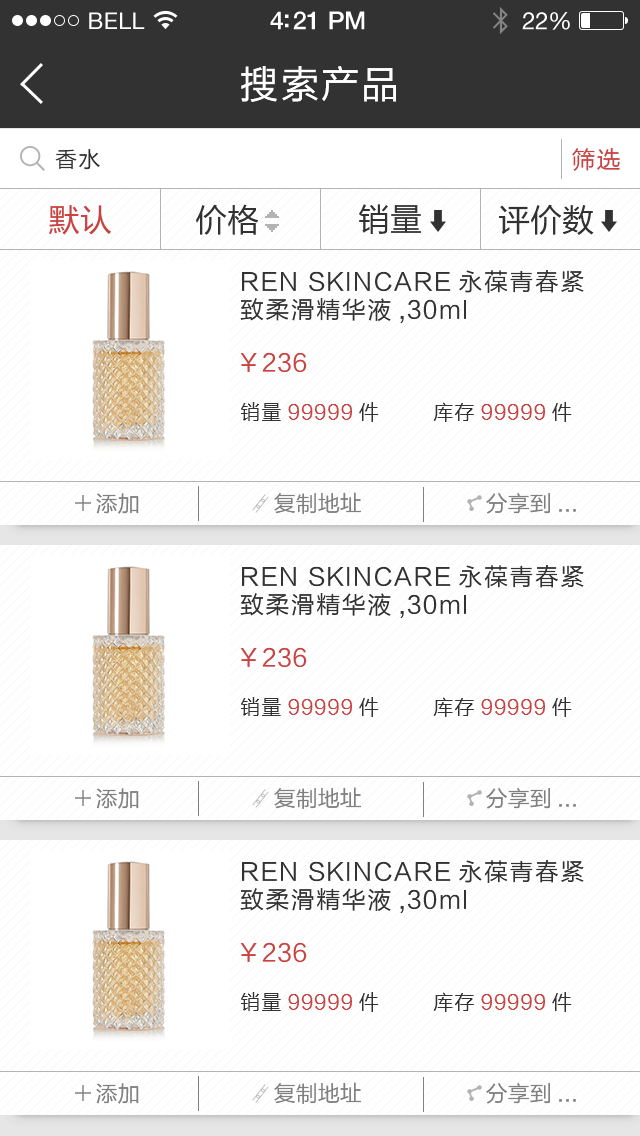 BELL 4:21 PM 22%
搜索产品
香水 筛选
默认 价格 销量 评价数
REN SKINCARE 永葆青春紧
致柔滑精华液 ,30ml
￥236
销量 99999 件 库存 99999 件
添加 复制地址 分享到 ...
REN SKINCARE 永葆青春紧
致柔滑精华液 ,30ml
￥236
销量 99999 件 库存 99999 件
添加 复制地址 分享到 ...
REN SKINCARE 永葆青春紧
致柔滑精华液 ,30ml
￥236
销量 99999 件 库存 99999 件
添加 复制地址 分享到 ...